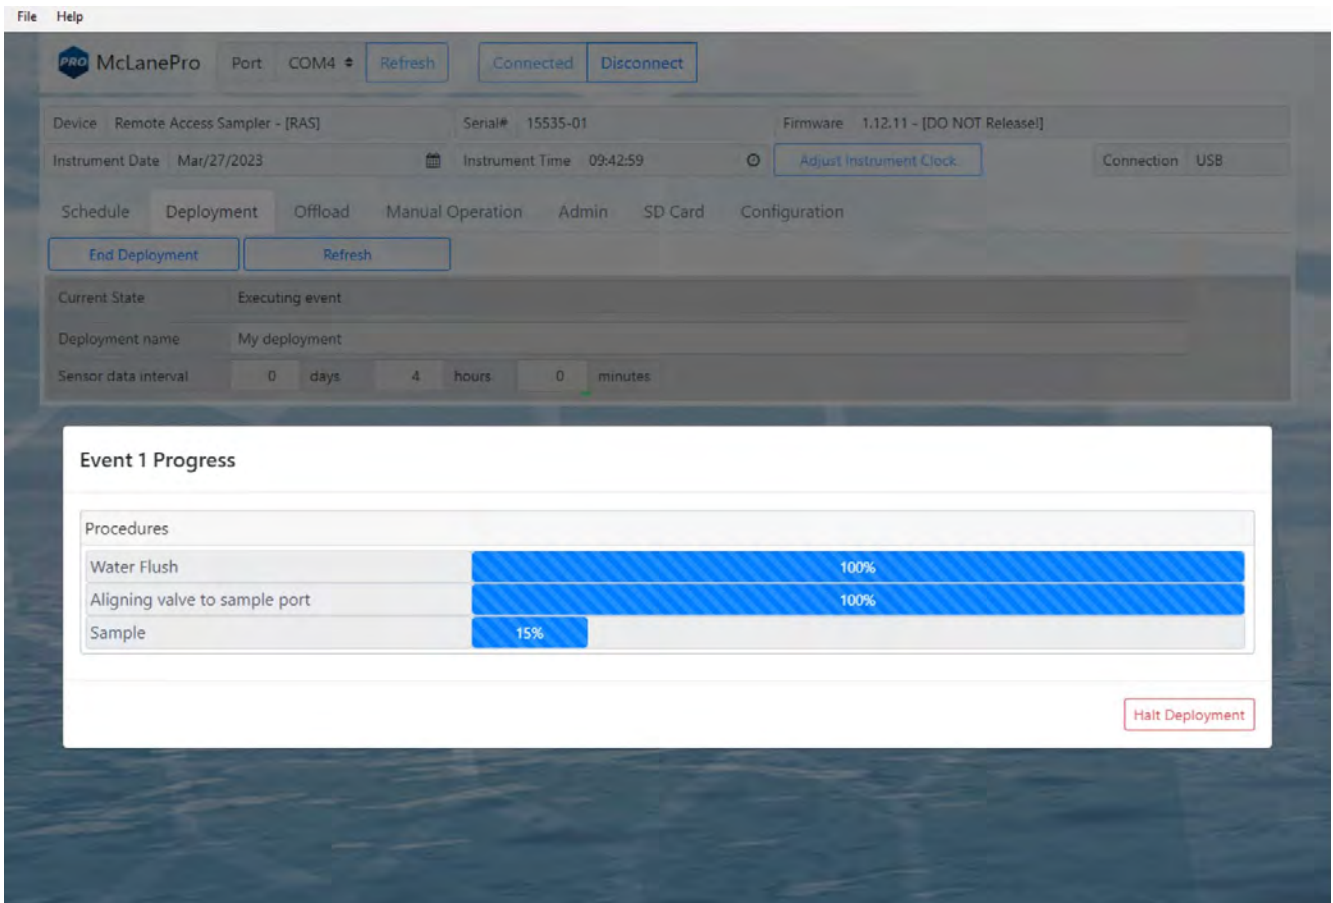 File Help
PRO McLanePro Port COM4 Refresh Connected Disconnect
Device Remote Access Sampler - [RAS] Serial# 15535-01 Firmware 1.12.11 - [DO NOT Release!]
Instrument Date Mar/27/2023 Instrument Time 09:42:59 Adjust Instrument Clock Connection USB
Schedule Deployment Offload Manual Operation Admin SD Card Configuration
End Deployment Refresh
Current State Executing event
Deployment name My deployment
Sensor data interval 0 days 4 hours 0 minutes
Event 1 Progress
Procedures
Water Flush 100%
Aligning valve to sample port 100%
Sample 15%
Halt Deployment